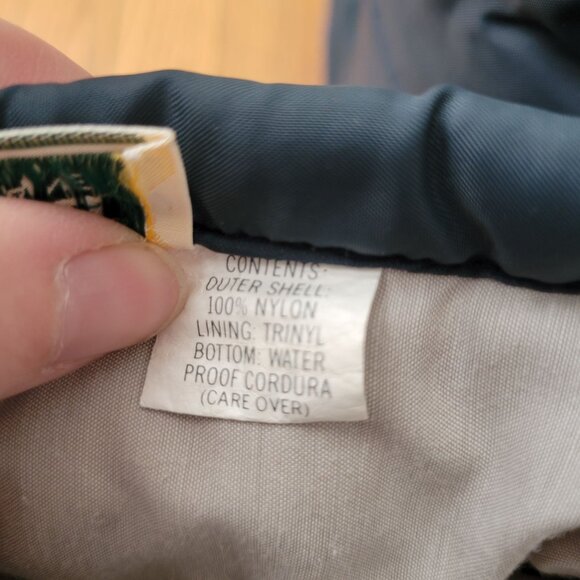 CONTENTS:
OUTER SHELL:
100% NYLON
LINING: TRINYL
BOTTOM: WATER
PROOF CORDURA
(CARE OVER)